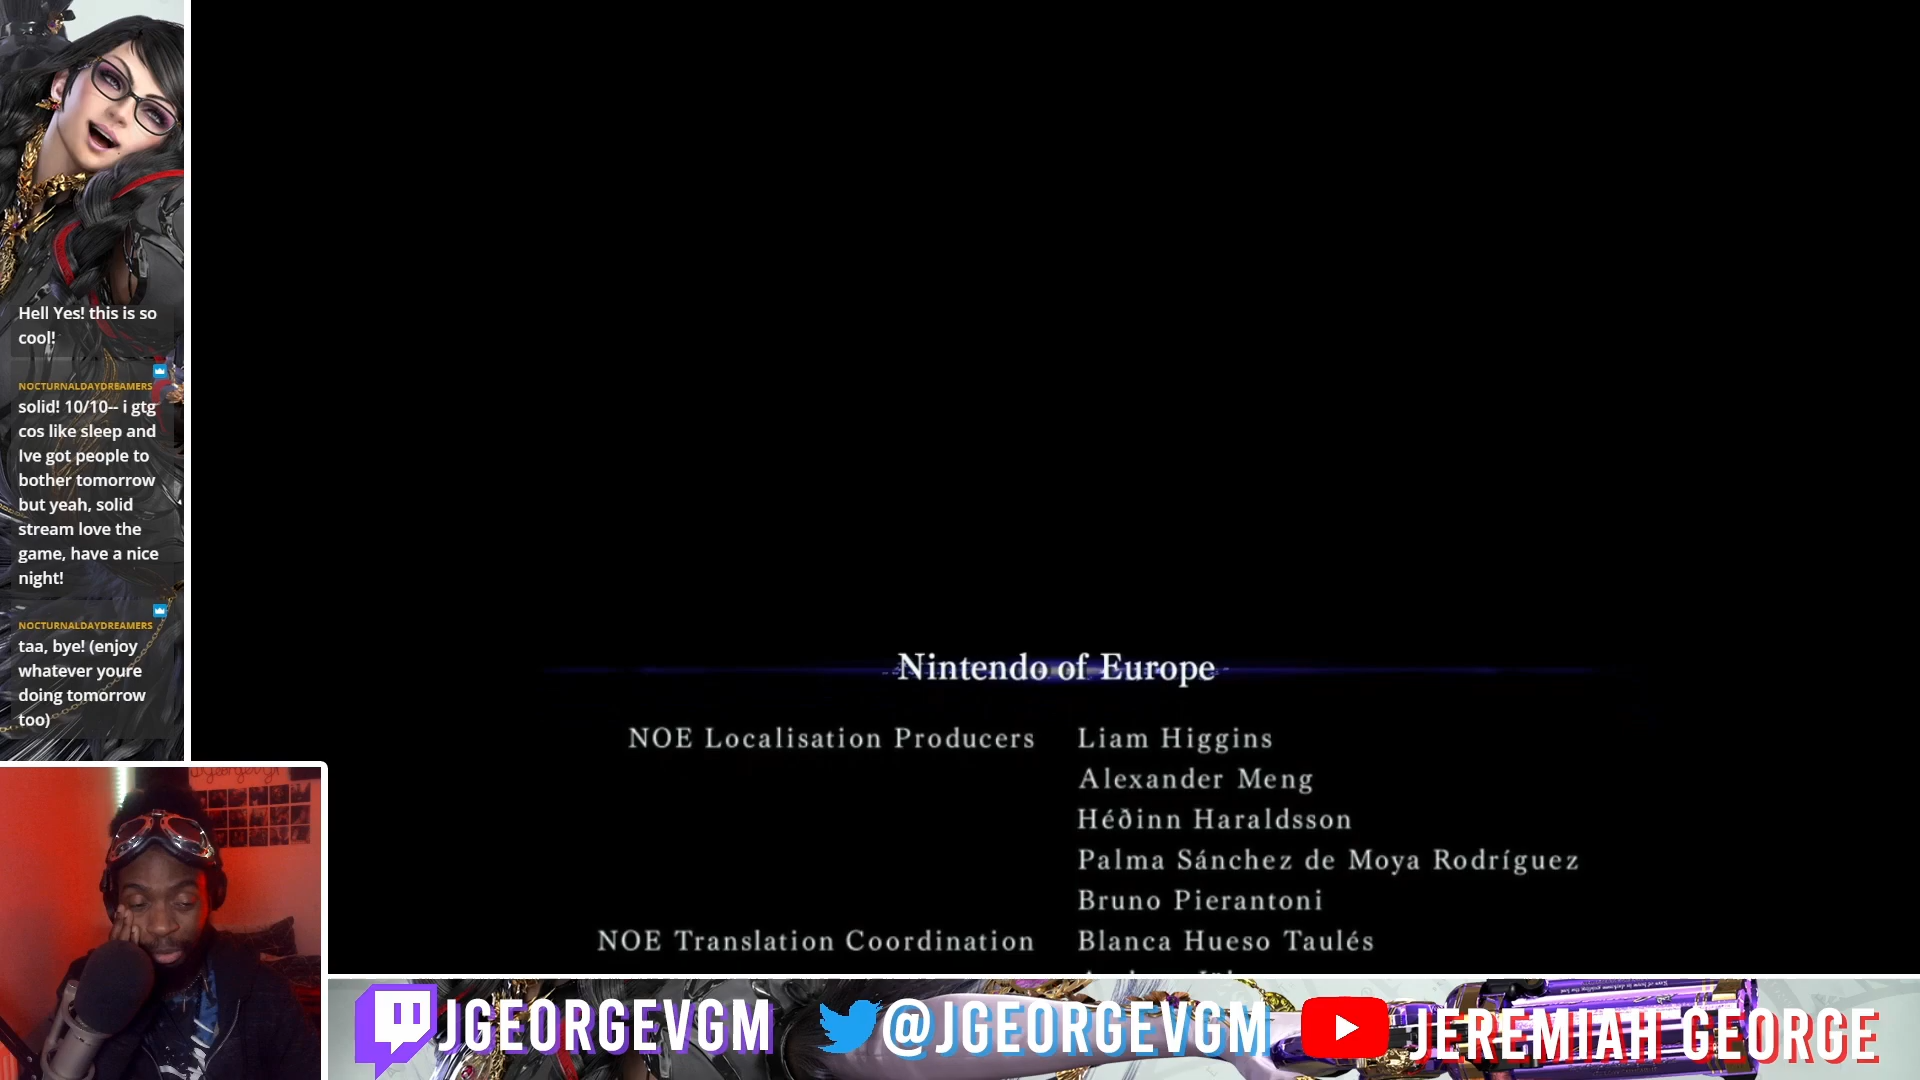 Hell Yes! this is so
cool!
NOCTURNALDAYDREAMERS
solid! 10/10-- i gtg
cos like sleep and
Ive got people to
bother tomorrow
but yeah, solid
stream love the
game, have a nice
night!
NOCTURNALDAYDREAMERS
taa, bye! (enjoy
whatever youre
doing tomorrow
too)
Nintendo of Europe
NOE Localisation Producers Liam Higgins
Alexander Meng
Héðinn Haraldsson
Palma Sánchez de Moya Rodríguez
Bruno Pierantoni
NOE Translation Coordination Blanca Hueso Taulés
JGEORGEVGM @JGEORGEVGM JEREMIAH GEORGE